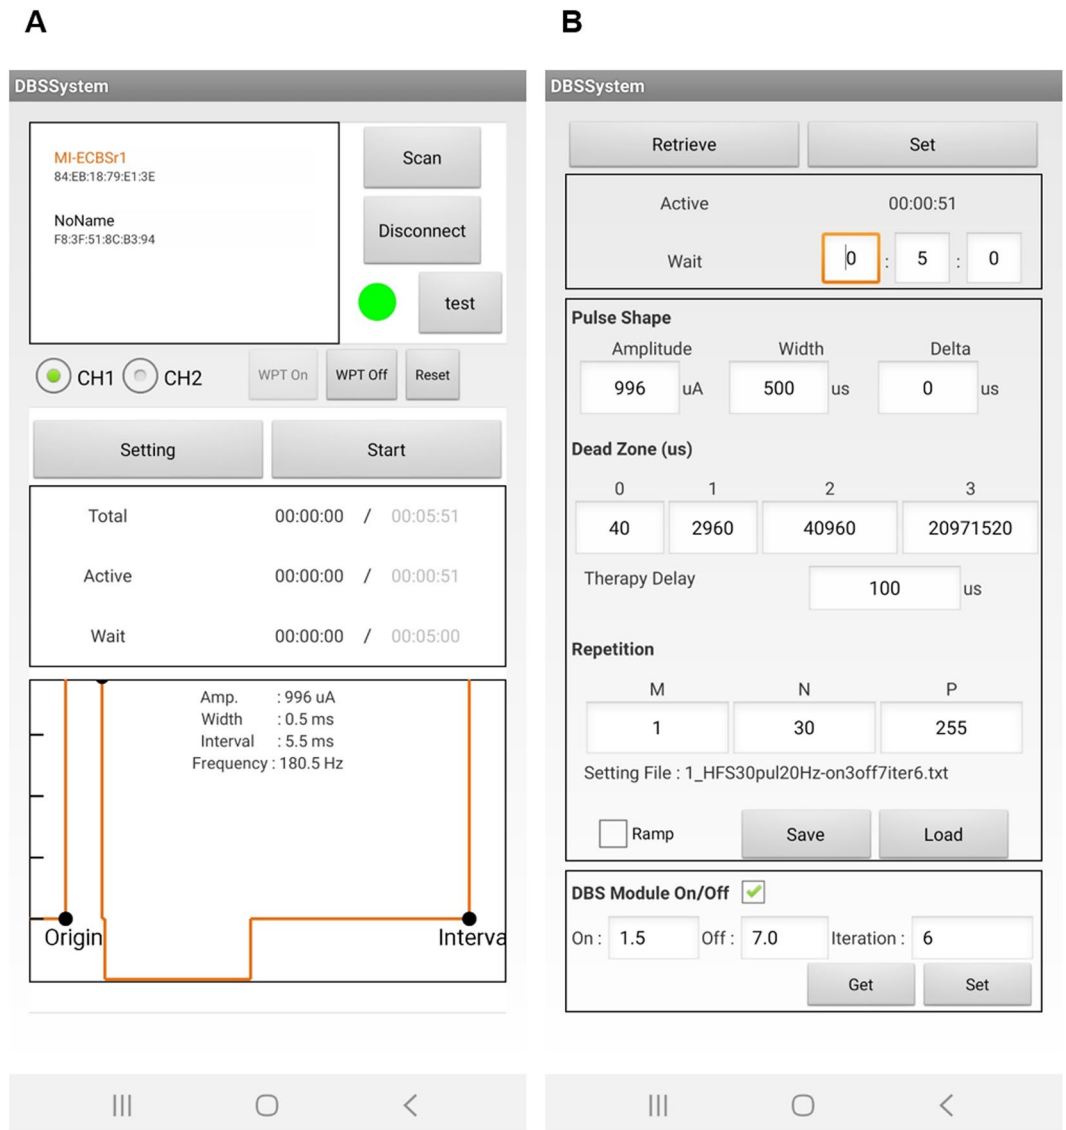 A
DBSSystem
MI-ECBSr1
84:EB:18:79:E1:3E
NoName
F8:3F:51:8C:B3:94
Scan
Disconnect
test
CH1 CH2 WPT On WPT Off Reset
Setting Start
Total 00:00:00 / 00:05:51
Active 00:00:00 / 00:00:51
Wait 00:00:00 / 00:05:00
Amp. : 996 uA
Width : 0.5 ms
Interval : 5.5 ms
Frequency : 180.5 Hz
Origin Interva
B
DBSSystem
Retrieve Set
Active 00:00:51
Wait 0 : 5 : 0
Pulse Shape
Amplitude Width Delta
996 uA 500 us 0 us
Dead Zone (us)
0 1 2 3
40 2960 40960 20971520
Therapy Delay 100 us
Repetition
M N P
1 30 255
Setting File : 1_HFS30pul20Hz-on3off7iter6.txt
Ramp Save Load
DBS Module On/Off
On : 1.5 Off : 7.0 Iteration : 6
Get Set